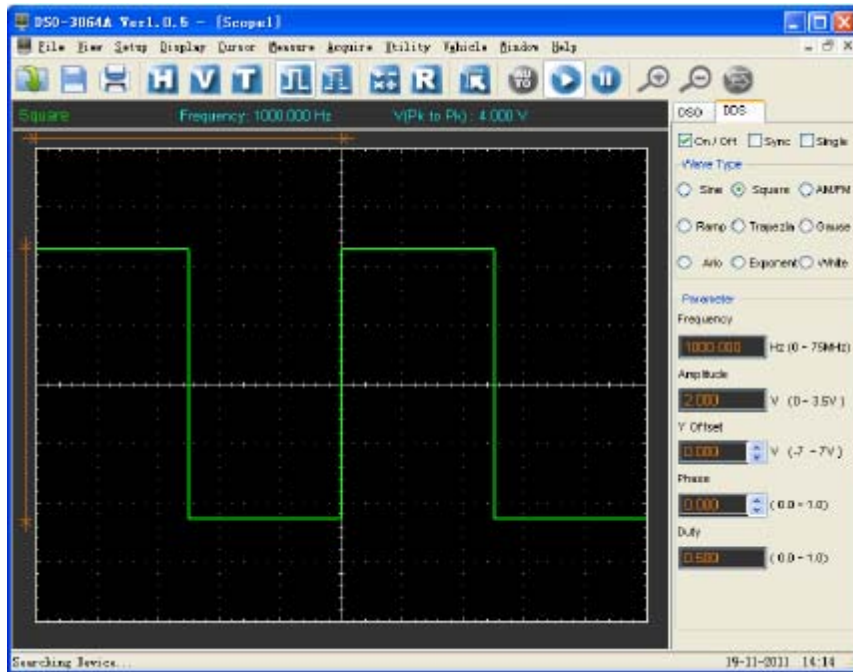 DSO-3064A Ver1.0.5 - [Scope1]
File View Setup Display Cursor Measure Acquire Utility Vehicle Window Help
H V T R AUTO
Square Frequency: 1000.000 Hz V(Pk to Pk) : 4.000 V
DSO DDS
On / Off Sync Single
Wave Type
Sine Square AM/FM
Ramp Trapezia Gause
Arb Exponent White
Parameter
Frequency
1000.000 Hz (0 ~ 75MHz)
Amplitude
2.000 V (0 ~ 3.5V)
Y Offset
0.000 V (-7 ~ 7V)
Phase
0.000 (0.0 ~ 1.0)
Duty
0.500 (0.0 ~ 1.0)
Searching Device...
19-11-2011 14:14